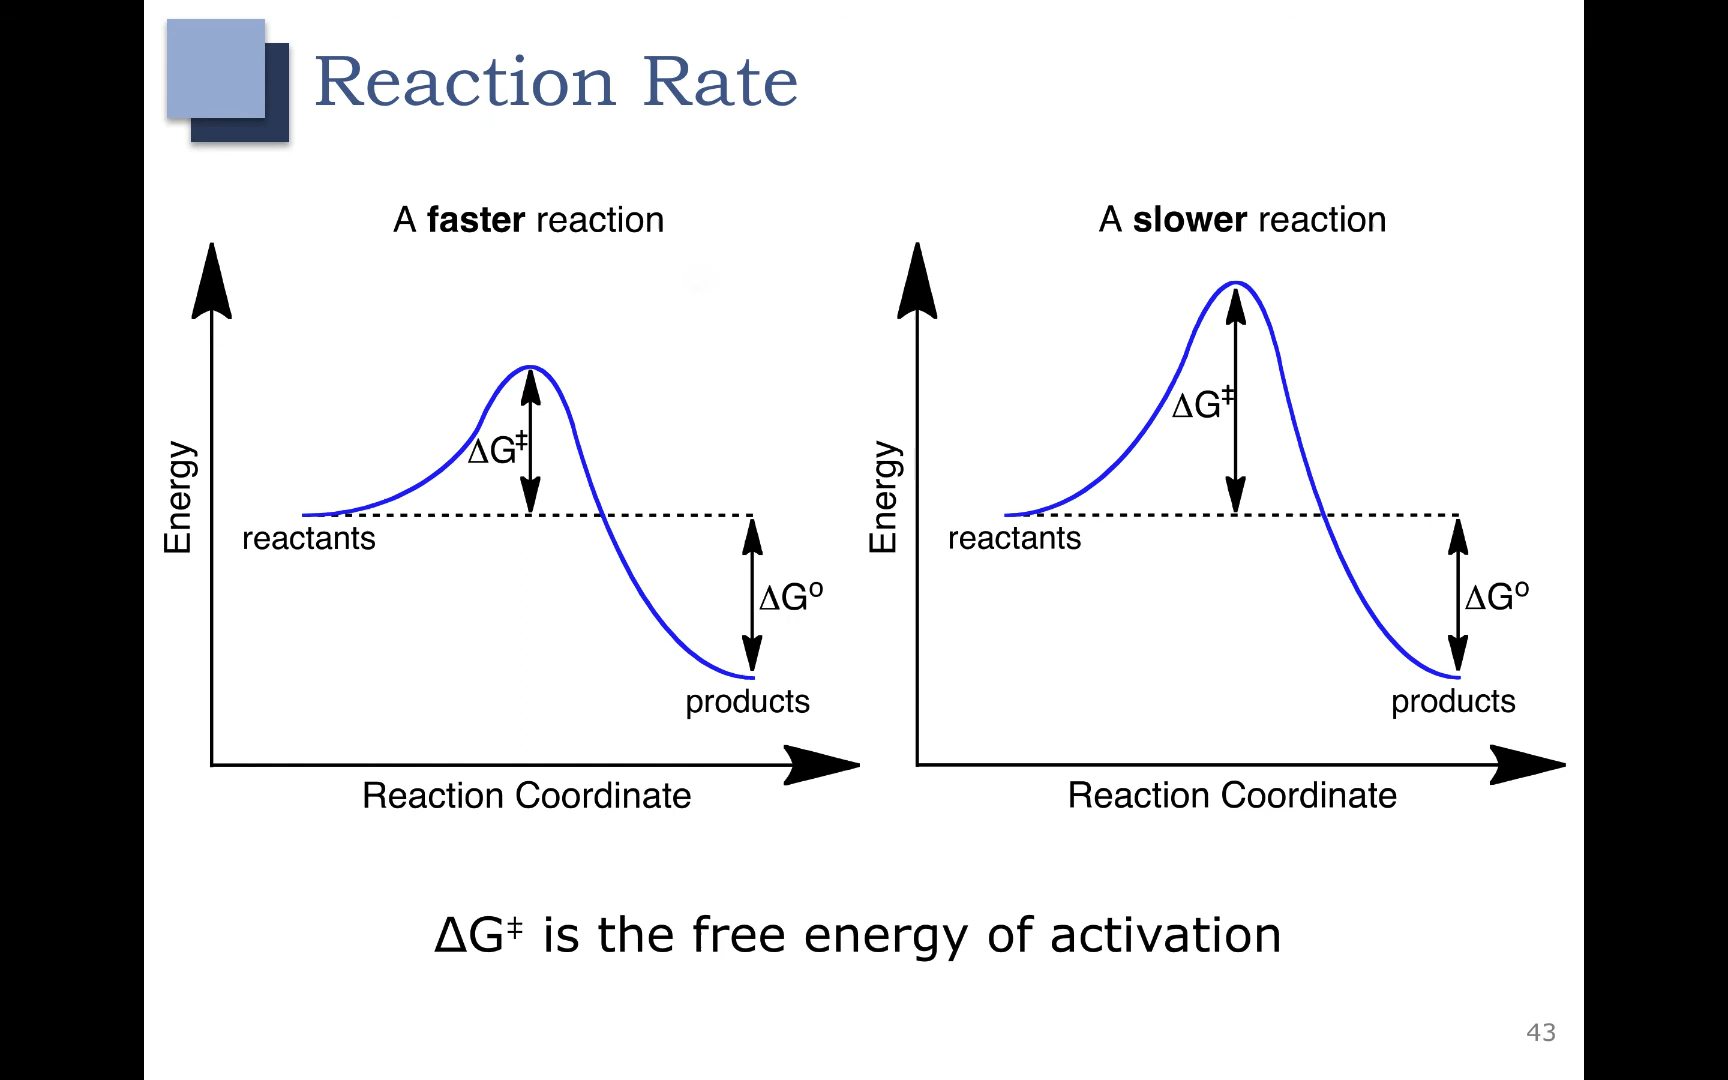 Reaction Rate
A faster reaction
Energy
ΔG‡
reactants
ΔGº
products
Reaction Coordinate
A slower reaction
Energy
ΔG‡
reactants
ΔGº
products
Reaction Coordinate
ΔG‡ is the free energy of activation
43